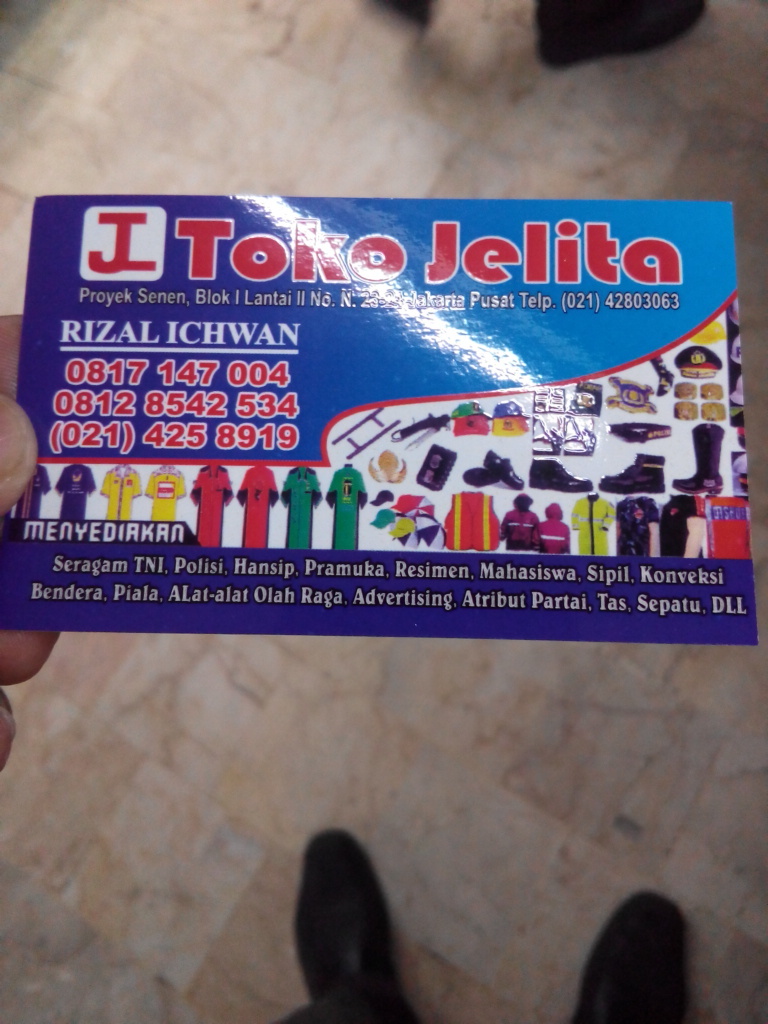 JI Toko Jelita
Proyek Senen, Blok I Lantai II No. N. Jakarta Pusat Telp. (021) 42803063
RIZAL ICHWAN
0817 147 004
0812 8542 534
(021) 425 8919
MENYEDIAKAN
Seragam TNI, Polisi, Hansip, Pramuka, Resimen, Mahasiswa, Sipil, Konveksi
Bendera, Piala, ALat-alat Olah Raga, Advertising, Atribut Partai, Tas, Sepatu, DLL